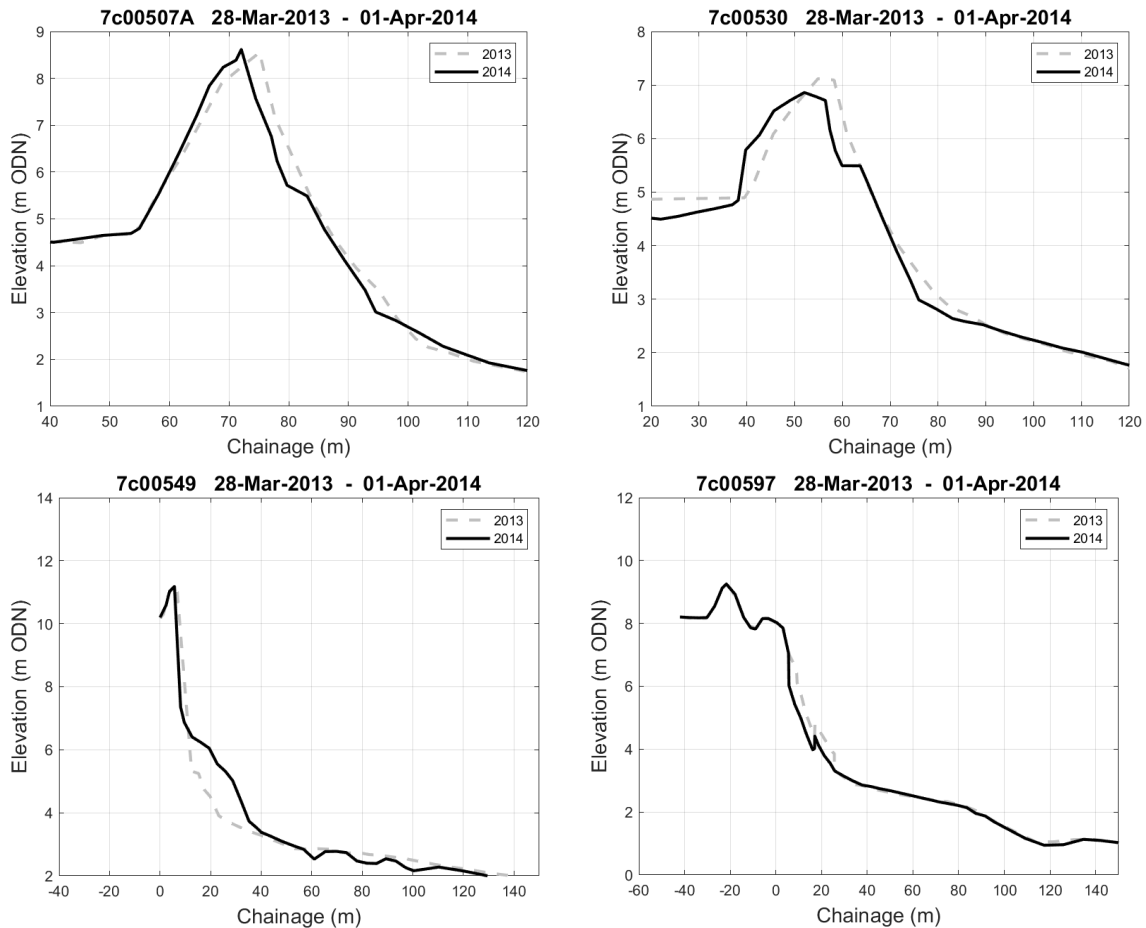 7c00507A 28-Mar-2013 - 01-Apr-2014
2013
2014
Elevation (m ODN)
9
8
7
6
5
4
3
2
1
40 50 60 70 80 90 100 110 120
Chainage (m)
7c00530 28-Mar-2013 - 01-Apr-2014
2013
2014
Elevation (m ODN)
8
7
6
5
4
3
2
1
20 30 40 50 60 70 80 90 100 110 120
Chainage (m)
7c00549 28-Mar-2013 - 01-Apr-2014
2013
2014
Elevation (m ODN)
14
12
10
8
6
4
2
-40 -20 0 20 40 60 80 100 120 140
Chainage (m)
7c00597 28-Mar-2013 - 01-Apr-2014
2013
2014
Elevation (m ODN)
12
10
8
6
4
2
0
-60 -40 -20 0 20 40 60 80 100 120 140
Chainage (m)